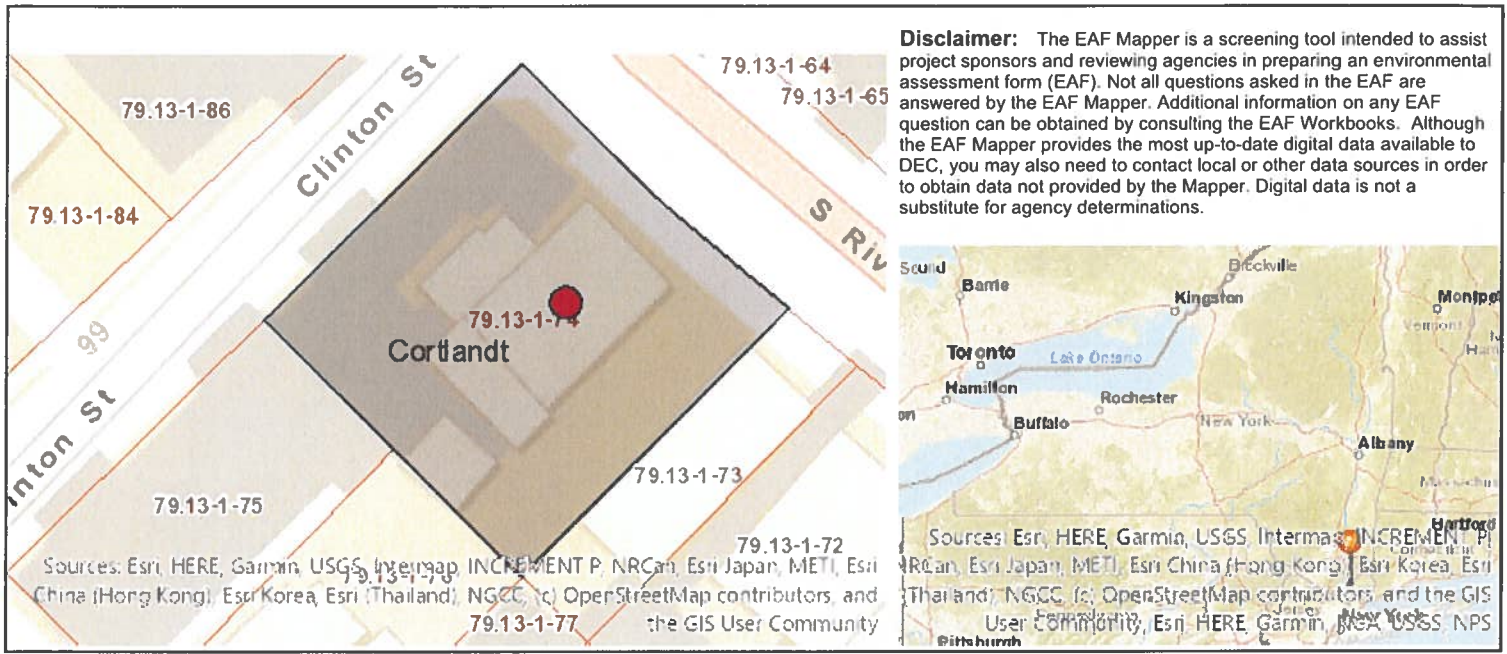 Clinton St
79.13-1-86
79.13-1-84
79.13-1-64
79.13-1-65
S Riv
99
79.13-1-74
Cortlandt
inton St
79.13-1-75
79.13-1-73
79.13-1-72
79.13-1-77
Sources: Esri, HERE, Garmin, USGS, Intermap, INCREMENT P, NRCan, Esri Japan, METI, Esri
China (Hong Kong), Esri Korea, Esri (Thailand), NGCC, (c) OpenStreetMap contributors, and
the GIS User Community
Disclaimer: The EAF Mapper is a screening tool intended to assist
project sponsors and reviewing agencies in preparing an environmental
assessment form (EAF). Not all questions asked in the EAF are
answered by the EAF Mapper. Additional information on any EAF
question can be obtained by consulting the EAF Workbooks. Although
the EAF Mapper provides the most up-to-date digital data available to
DEC, you may also need to contact local or other data sources in order
to obtain data not provided by the Mapper. Digital data is not a
substitute for agency determinations.
Sound
Barrie
Brockville
Kingston
Montpe
Vermont
Toronto
Lake Ontario
Ham
Hamilton
on
Rochester
Buffalo
New York
Albany
Massachu
Hartford
Sources: Esri, HERE, Garmin, USGS, Intermap, INCREMENT P,
NRCan, Esri Japan, METI, Esri China (Hong Kong), Esri Korea, Esri
(Thailand), NGCC, (c) OpenStreetMap contributors, and the GIS
User Community, Esri, HERE, Garmin, USGS, NPS
New York
Pittsburgh